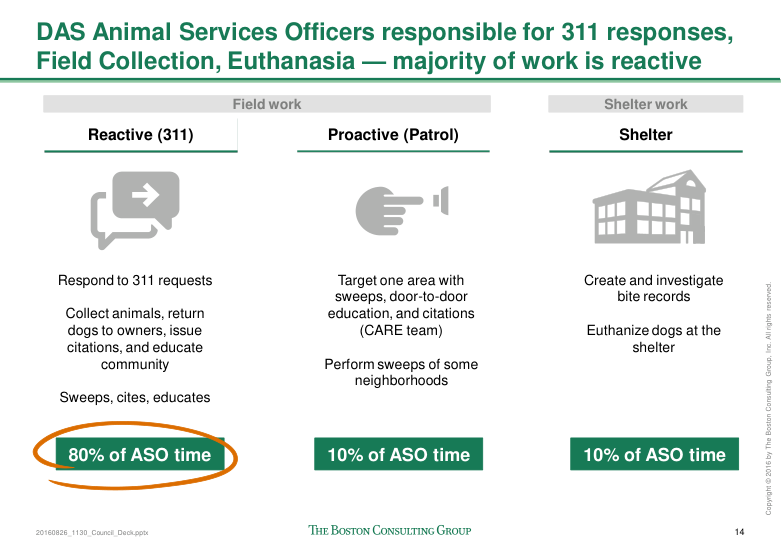 DAS Animal Services Officers responsible for 311 responses,
Field Collection, Euthanasia — majority of work is reactive
Field work
Reactive (311)
Proactive (Patrol)
Shelter work
Shelter
Respond to 311 requests
Collect animals, return
dogs to owners, issue
citations, and educate
community
Sweeps, cites, educates
80% of ASO time
Target one area with
sweeps, door-to-door
education, and citations
(CARE team)
Perform sweeps of some
neighborhoods
10% of ASO time
Create and investigate
bite records
Euthanize dogs at the
shelter
10% of ASO time
Copyright © 2016 by The Boston Consulting Group, Inc. All rights reserved.
20160826_1130_Council_Deck.pptx
THE BOSTON CONSULTING GROUP
14